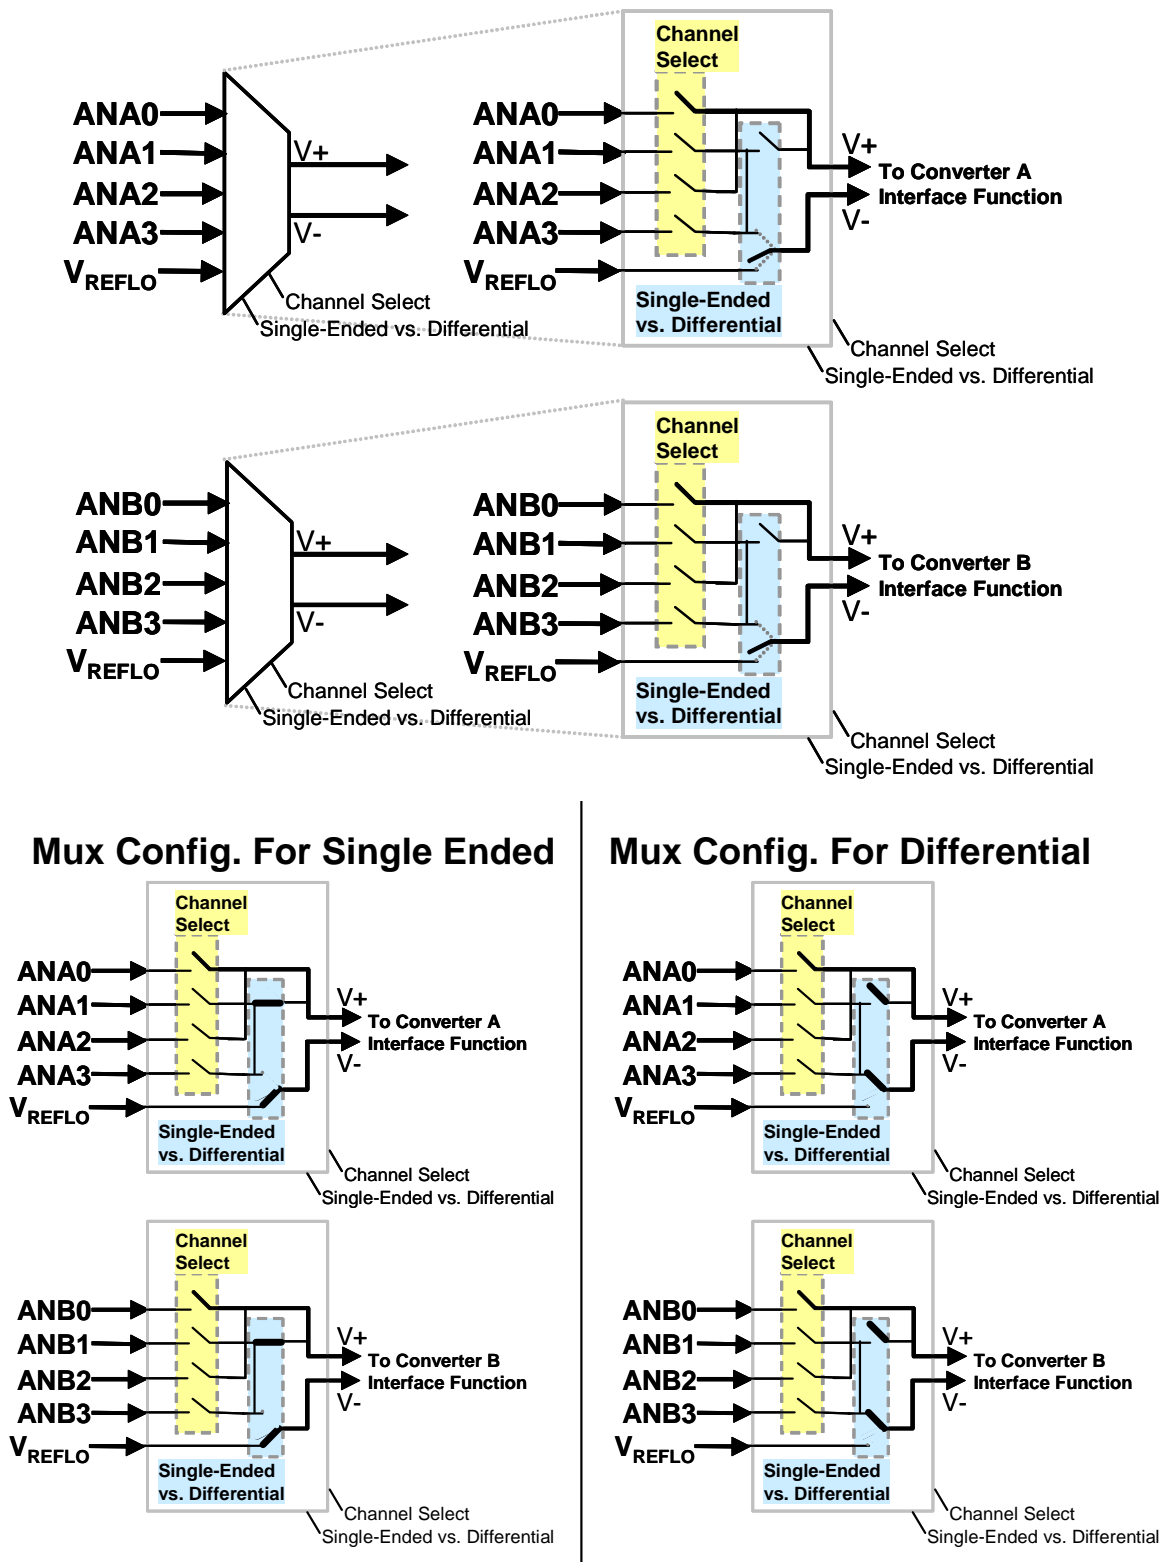 Channel
Select
ANA0
ANA1
ANA2
ANA3
VREFLO
V+
V-
Channel Select
Single-Ended vs. Differential
ANA0
ANA1
ANA2
ANA3
VREFLO
V+
To Converter A
Interface Function
V-
Single-Ended
vs. Differential
Channel Select
Single-Ended vs. Differential
Channel
Select
ANB0
ANB1
ANB2
ANB3
VREFLO
V+
V-
Channel Select
Single-Ended vs. Differential
ANB0
ANB1
ANB2
ANB3
VREFLO
V+
To Converter B
Interface Function
V-
Single-Ended
vs. Differential
Channel Select
Single-Ended vs. Differential
Mux Config. For Single Ended
Channel
Select
ANA0
ANA1
ANA2
ANA3
VREFLO
V+
To Converter A
Interface Function
V-
Single-Ended
vs. Differential
Channel Select
Single-Ended vs. Differential
Channel
Select
ANB0
ANB1
ANB2
ANB3
VREFLO
V+
To Converter B
Interface Function
V-
Single-Ended
vs. Differential
Channel Select
Single-Ended vs. Differential
Mux Config. For Differential
Channel
Select
ANA0
ANA1
ANA2
ANA3
VREFLO
V+
To Converter A
Interface Function
V-
Single-Ended
vs. Differential
Channel Select
Single-Ended vs. Differential
Channel
Select
ANB0
ANB1
ANB2
ANB3
VREFLO
V+
To Converter B
Interface Function
V-
Single-Ended
vs. Differential
Channel Select
Single-Ended vs. Differential